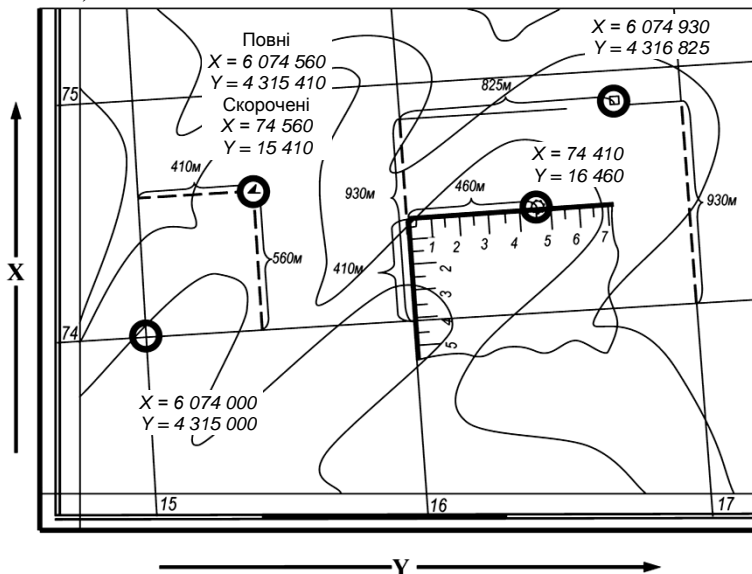 Повні
X = 6 074 560
Y = 4 315 410
Скорочені
X = 74 560
Y = 15 410
X = 6 074 930
Y = 4 316 825
75
825м
X = 74 410
Y = 16 460
410м
460м
930м
930м
X
560м
410м
1 2 3 4 5 6 7
2
3
4
5
74
X = 6 074 000
Y = 4 315 000
15
16
17
Y